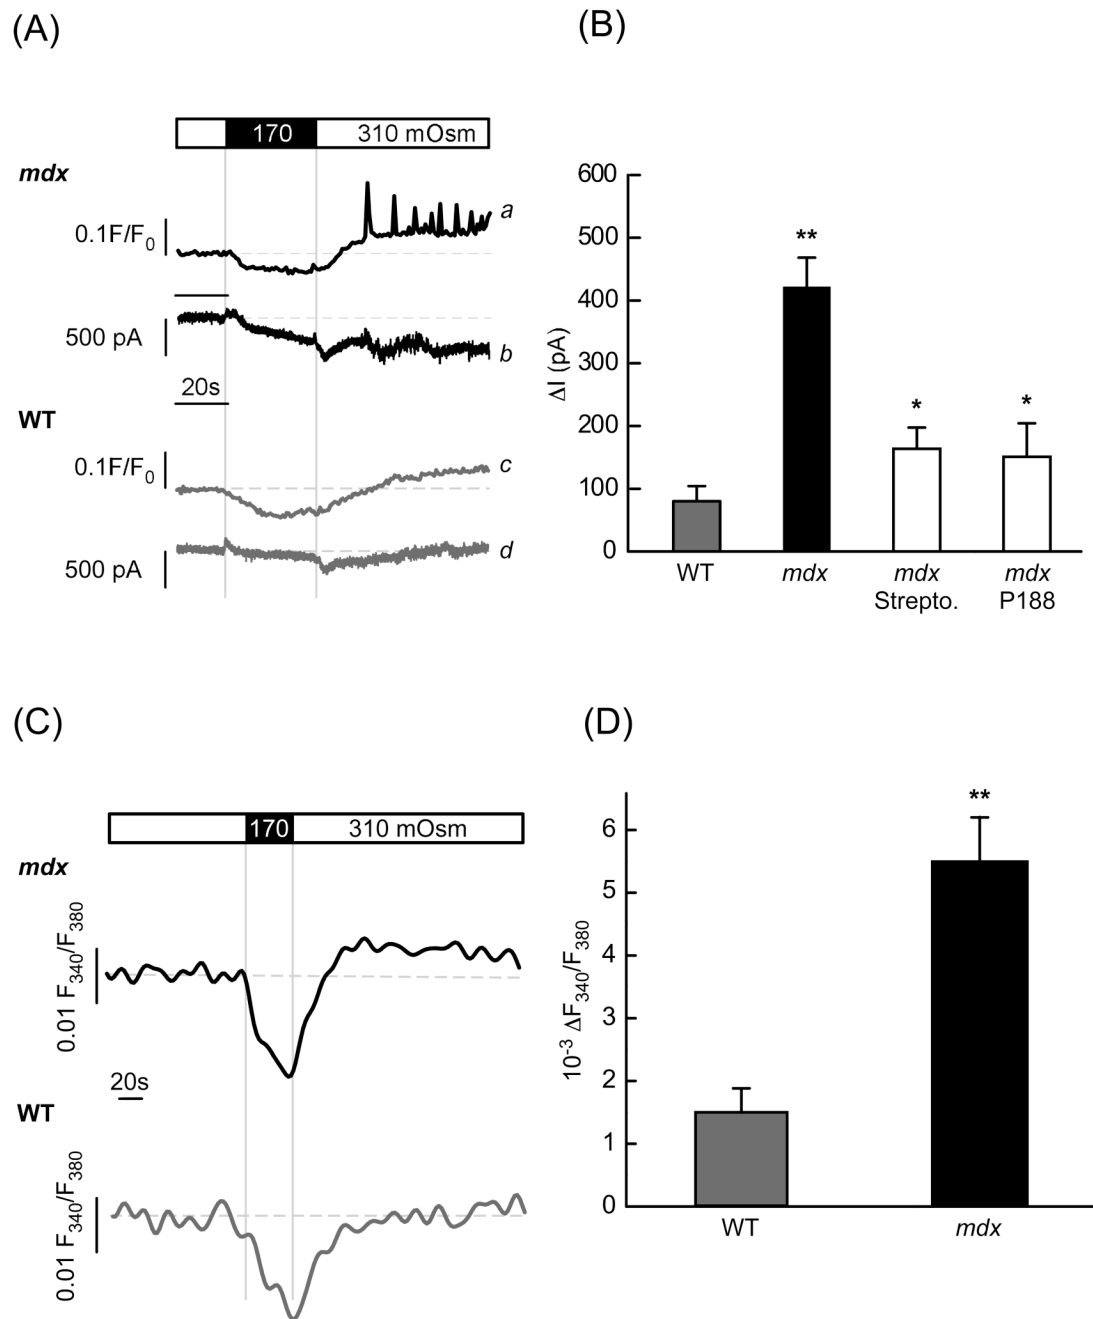 (A)
170 310 mOsm
mdx
0.1F/F0
a
500 pA
b
20s
WT
0.1F/F0
c
500 pA
d
(B)
600
500
400
300
200
100
0
ΔI (pA)
**
*
*
WT
mdx
mdx
Strepto.
mdx
P188
(C)
170 310 mOsm
mdx
0.01 F340/F380
20s
WT
0.01 F340/F380
(D)
6
5
4
3
2
1
0
10-3 ΔF340/F380
**
WT
mdx